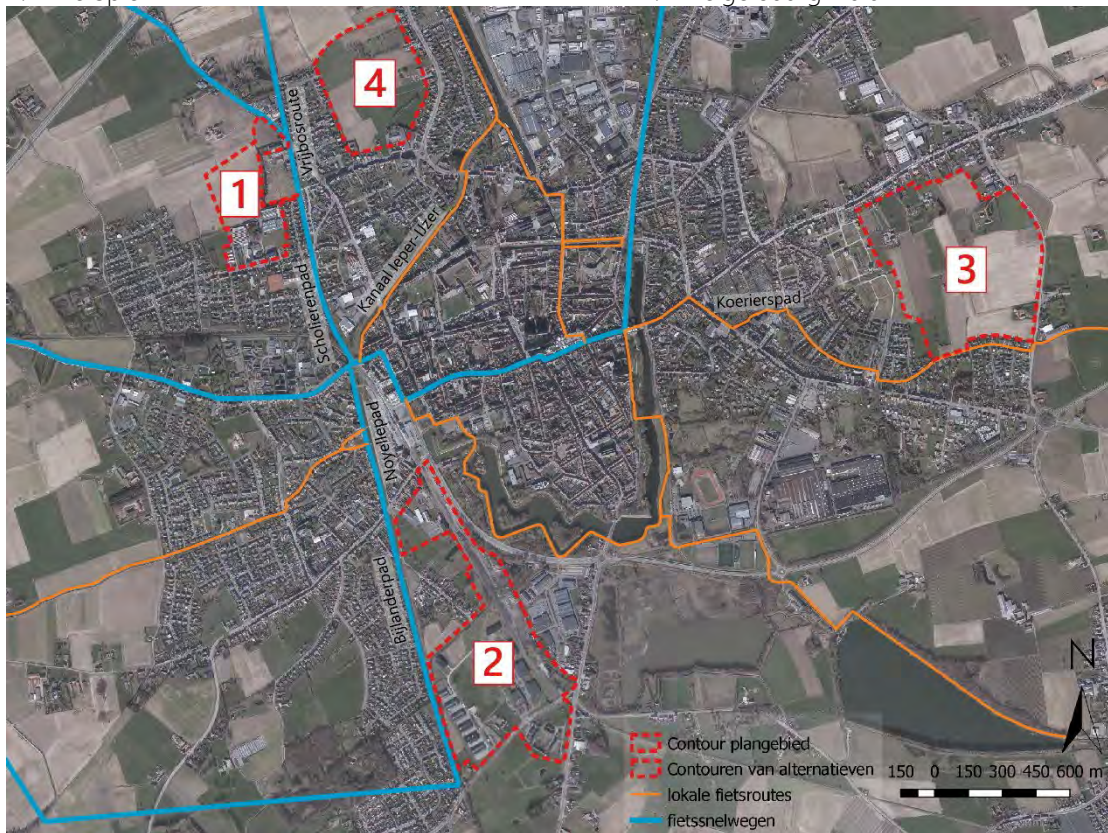 4
Vrijbosroute
1
3
Kanaal Ieper-IJzer
Koerierspad
Scholierenpad
Noveliepad
Bijlanderpad
2
N
Contour plangebied
Contouren van alternatieven
150 0 150 300 450 600 m
lokale fietsroutes
fietssnelwegen